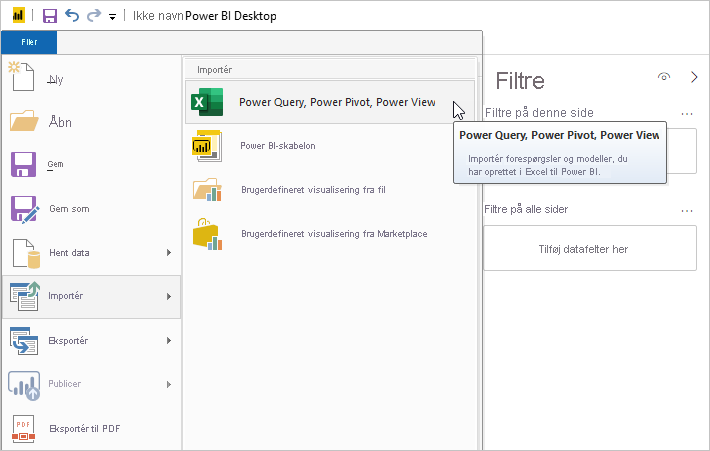 Ikke navn Power BI Desktop
Filer
Ny
Åbn
Gem
Gem som
Hent data
Importér
Eksportér
Publicer
Eksportér til PDF
Importér
Power Query, Power Pivot, Power View
Power BI-skabelon
Brugerdefineret visualisering fra fil
Brugerdefineret visualisering fra Marketplace
Power Query, Power Pivot, Power View
Importér forespørgsler og modeller, du
har oprettet i Excel til Power BI.
Filtre
Filtre på denne side
...
Filtre på alle sider
...
Tilføj datafelter her